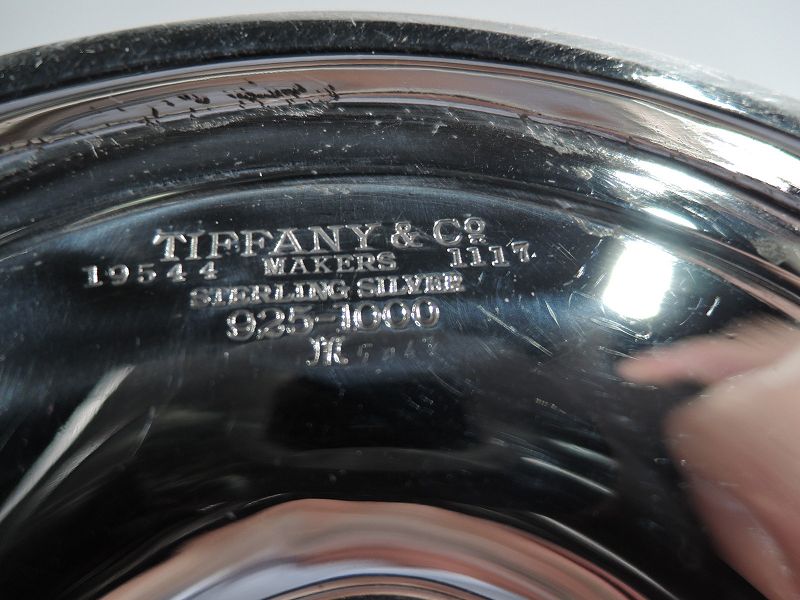 TIFFANY & Co
19544 MAKERS 1117
STERLING SILVER
925-1000
M